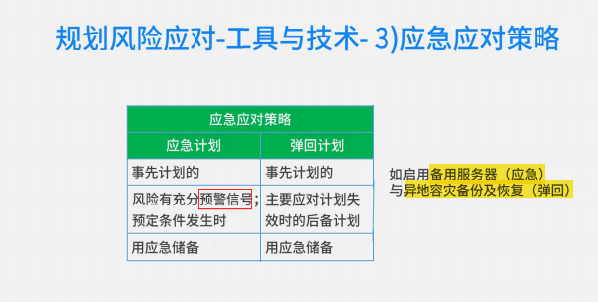 规划风险应对-工具与技术- 3)应急应对策略
应急应对策略
应急计划 弹回计划
事先计划的 事先计划的
风险有充分预警信号；
预定条件发生时
主要应对计划失
效时的后备计划
用应急储备 用应急储备
如启用备用服务器（应急）
与异地容灾备份及恢复（弹回）